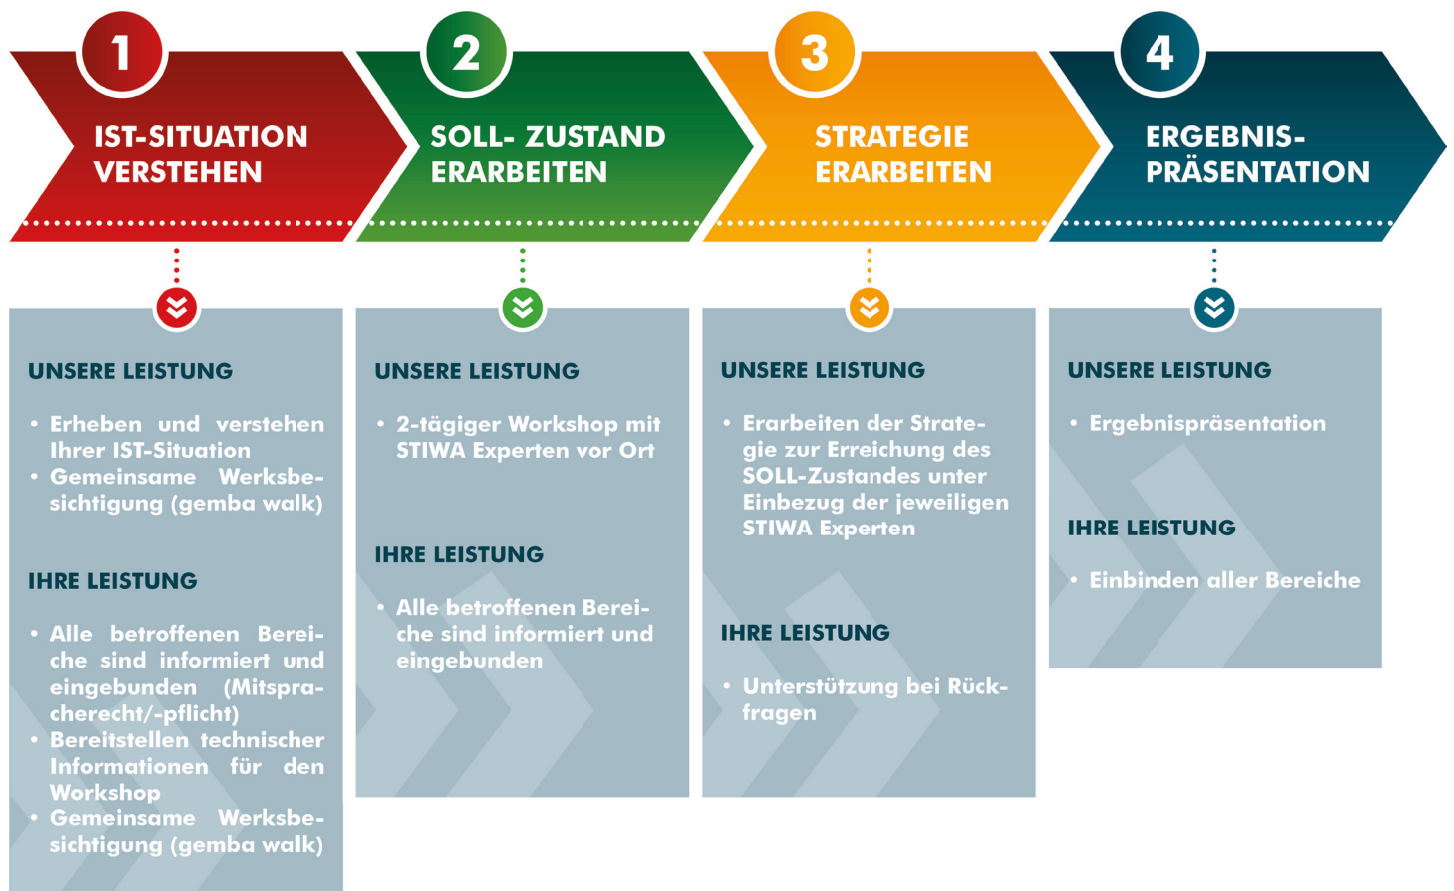 1
IST-SITUATION
VERSTEHEN
2
SOLL- ZUSTAND
ERARBEITEN
3
STRATEGIE
ERARBEITEN
4
ERGEBNIS-
PRÄSENTATION
UNSERE LEISTUNG
• Erheben und verstehen
Ihrer IST-Situation
• Gemeinsame Werksbe-
sichtigung (gemba walk)
IHRE LEISTUNG
• Alle betroffenen Berei-
che sind informiert und
eingebunden (Mitspra-
cherecht/-pflicht)
• Bereitstellen technischer
Informationen für den
Workshop
• Gemeinsame Werksbe-
sichtigung (gemba walk)
UNSERE LEISTUNG
• 2-tägiger Workshop mit
STIWA Experten vor Ort
IHRE LEISTUNG
• Alle betroffenen Berei-
che sind informiert und
eingebunden
UNSERE LEISTUNG
• Erarbeiten der Strate-
gie zur Erreichung des
SOLL-Zustandes unter
Einbezug der jeweiligen
STIWA Experten
IHRE LEISTUNG
• Unterstützung bei Rück-
fragen
UNSERE LEISTUNG
• Ergebnispräsentation
IHRE LEISTUNG
• Einbinden aller Bereiche